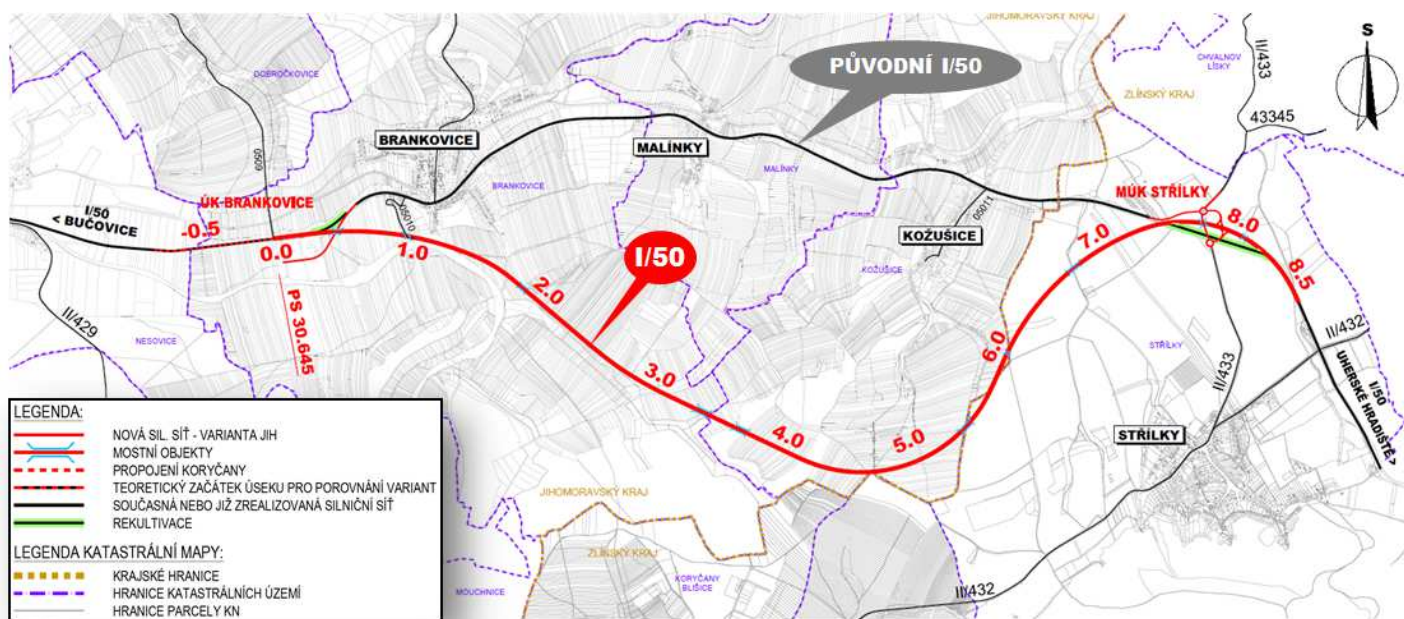 JIHOMORAVSKÝ KRAJ
S
II/433
CHVALNOV
LÍSKY
PŮVODNÍ I/50
DOBROČKOVICE
ZLÍNSKÝ KRAJ
43345
BRANKOVICE
MALÍNKY
0509
MALÍNKY
BRANKOVICE
MÚK STŘÍLKY
ÚK BRANKOVICE
05010
05011
I/50
< BUČOVICE
-0.5
0.0
1.0
KOŽUŠICE
7.0
8.0
8.5
I/50
KOŽUŠICE
2.0
PS 30.645
II/429
NESOVICE
II/432
6.0
STŘÍLKY
II/433
I/50
UHERSKÉ HRADIŠTĚ >
3.0
4.0
5.0
STŘÍLKY
LEGENDA:
NOVÁ SIL. SÍŤ - VARIANTA JIH
MOSTNÍ OBJEKTY
PROPOJENÍ KORYČANY
TEORETICKÝ ZAČÁTEK ÚSEKU PRO POROVNÁNÍ VARIANT
SOUČASNÁ NEBO JIŽ ZREALIZOVANÁ SILNIČNÍ SÍŤ
REKULTIVACE
LEGENDA KATASTRÁLNÍ MAPY:
KRAJSKÉ HRANICE
HRANICE KATASTRÁLNÍCH ÚZEMÍ
HRANICE PARCELY KN
JIHOMORAVSKÝ KRAJ
ZLÍNSKÝ KRAJ
MOUCHNICE
KORYČANY
BLIŠICE
II/432